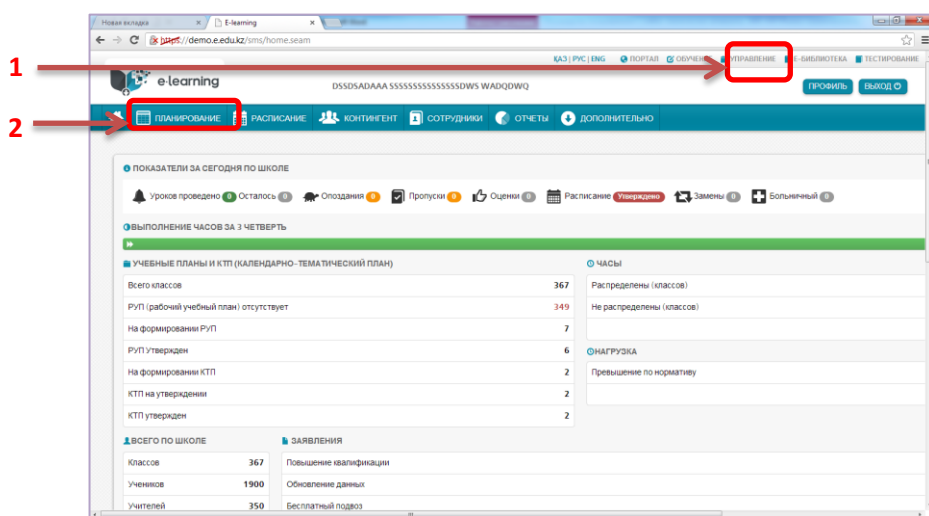 Новая вкладка
E-learning
https://demo.e.edu.kz/sms/home.seam
1
ҚАЗ | РУС | ENG ПОРТАЛ ОБУЧЕНИЕ УПРАВЛЕНИЕ Е-БИБЛИОТЕКА ТЕСТИРОВАНИЕ
e-learning
DSSDSADAAA SSSSSSSSSSSSSSSDWS WADQDWQ
ПРОФИЛЬ ВЫХОД
2
ПЛАНИРОВАНИЕ РАСПИСАНИЕ КОНТИНГЕНТ СОТРУДНИКИ ОТЧЕТЫ ДОПОЛНИТЕЛЬНО
ПОКАЗАТЕЛИ ЗА СЕГОДНЯ ПО ШКОЛЕ
Уроков проведено 0 Осталось 0 Опоздания 0 Пропуски 0 Оценки 0 Расписание Утверждено Замены 0 Больничный 0
ВЫПОЛНЕНИЕ ЧАСОВ ЗА 3 ЧЕТВЕРТЬ
УЧЕБНЫЕ ПЛАНЫ И КТП (КАЛЕНДАРНО-ТЕМАТИЧЕСКИЙ ПЛАН)
Всего классов 367
РУП (рабочий учебный план) отсутствует 349
На формировании РУП 7
РУП Утвержден 6
На формировании КТП 2
КТП на утверждении 2
КТП утвержден 2
ЧАСЫ
Распределены (классов)
Не распределены (классов)
НАГРУЗКА
Превышение по нормативу
ВСЕГО ПО ШКОЛЕ
Классов 367
Учеников 1900
Учителей 350
ЗАЯВЛЕНИЯ
Повышение квалификации
Обновление данных
Бесплатный подвоз